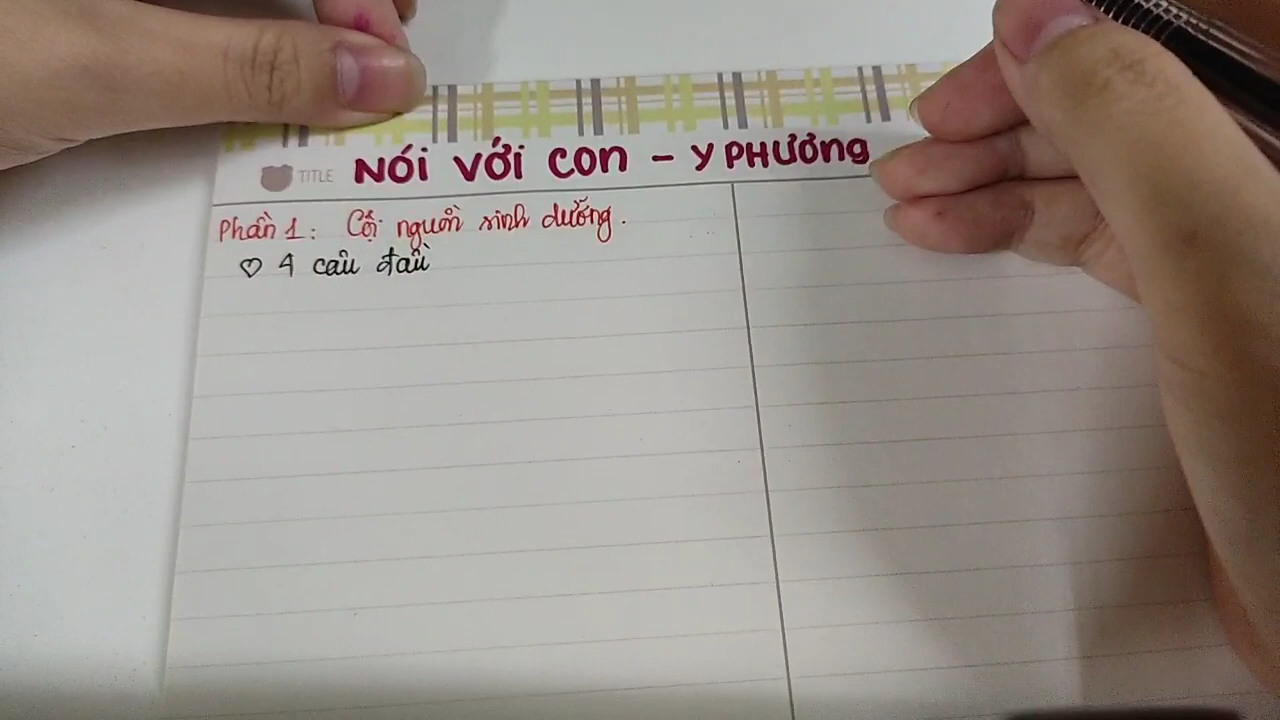 TITLE NÓI VỚI CON - Y PHƯƠNG
Phần 1: Cội nguồn sinh dưỡng.
♡ 4 câu đầu